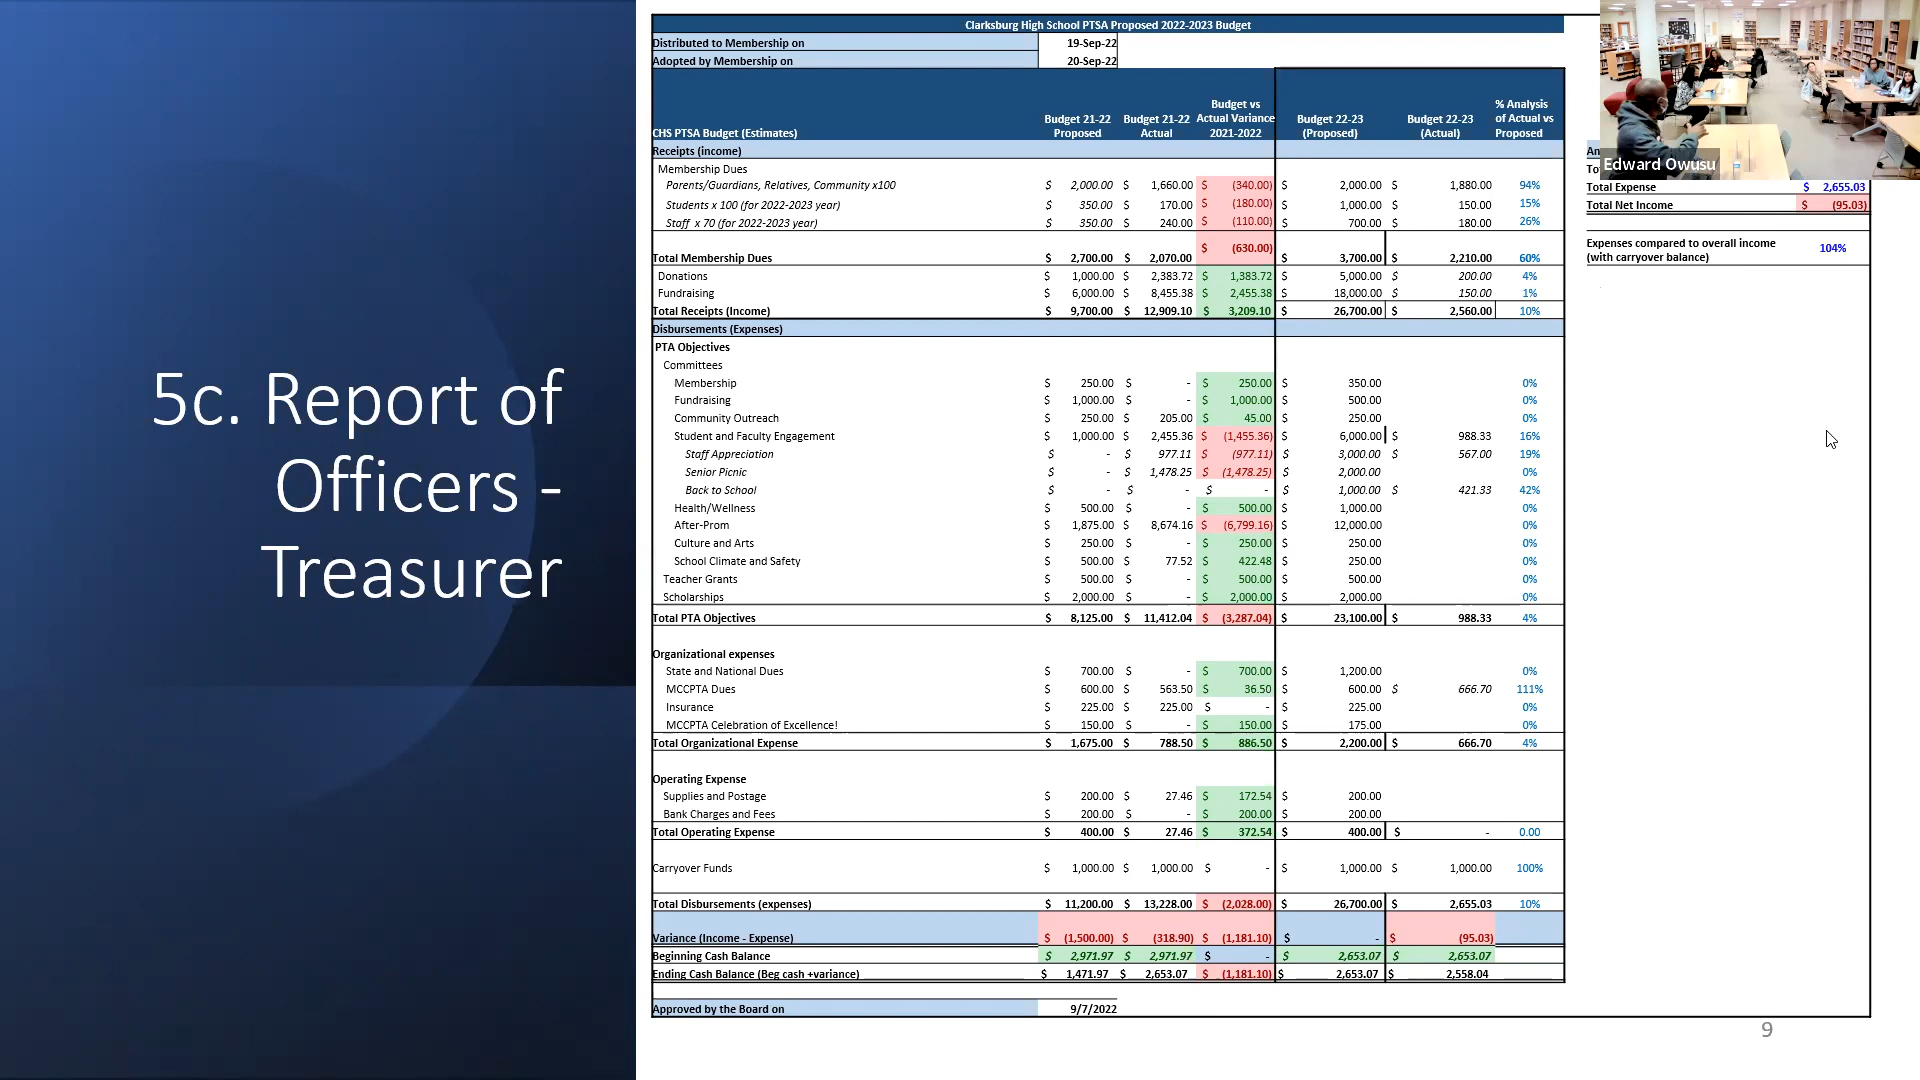 5c. Report of
Officers -
Treasurer
Clarksburg High School PTSA Proposed 2022-2023 Budget
Distributed to Membership on 19-Sep-22
Adopted by Membership on 20-Sep-22
CHS PTSA Budget (Estimates) Budget 21-22 Proposed Budget 21-22 Actual Budget vs Actual Variance 2021-2022 Budget 22-23 (Proposed) Budget 22-23 (Actual) % Analysis of Actual vs Proposed
Receipts (income)
Membership Dues
Parents/Guardians, Relatives, Community x100 $ 2,000.00 $ 1,660.00 $ (340.00) $ 2,000.00 $ 1,880.00 94%
Students x 100 (for 2022-2023 year) $ 350.00 $ 170.00 $ (180.00) $ 1,000.00 $ 150.00 15%
Staff x 70 (for 2022-2023 year) $ 350.00 $ 240.00 $ (110.00) $ 700.00 $ 180.00 26%
Total Membership Dues $ 2,700.00 $ 2,070.00 $ (630.00) $ 3,700.00 $ 2,210.00 60%
Donations $ 1,000.00 $ 2,383.72 $ 1,383.72 $ 5,000.00 $ 200.00 4%
Fundraising $ 6,000.00 $ 8,455.38 $ 2,455.38 $ 18,000.00 $ 150.00 1%
Total Receipts (Income) $ 9,700.00 $ 12,909.10 $ 3,209.10 $ 26,700.00 $ 2,560.00 10%
Disbursements (Expenses)
PTA Objectives
Committees
Membership $ 250.00 $ - $ 250.00 $ 350.00 0%
Fundraising $ 1,000.00 $ - $ 1,000.00 $ 500.00 0%
Community Outreach $ 250.00 $ 205.00 $ 45.00 $ 250.00 0%
Student and Faculty Engagement $ 1,000.00 $ 2,455.36 $ (1,455.36) $ 6,000.00 $ 988.33 16%
Staff Appreciation $ - $ 977.11 $ (977.11) $ 3,000.00 $ 567.00 19%
Senior Picnic $ - $ 1,478.25 $ (1,478.25) $ 2,000.00 0%
Back to School $ - $ - $ - $ 1,000.00 $ 421.33 42%
Health/Wellness $ 500.00 $ - $ 500.00 $ 1,000.00 0%
After-Prom $ 1,875.00 $ 8,674.16 $ (6,799.16) $ 12,000.00 0%
Culture and Arts $ 250.00 $ - $ 250.00 $ 250.00 0%
School Climate and Safety $ 500.00 $ 77.52 $ 422.48 $ 250.00 0%
Teacher Grants $ 500.00 $ - $ 500.00 $ 500.00 0%
Scholarships $ 2,000.00 $ - $ 2,000.00 $ 2,000.00 0%
Total PTA Objectives $ 8,125.00 $ 11,412.04 $ (3,287.04) $ 23,100.00 $ 988.33 4%
Organizational expenses
State and National Dues $ 700.00 $ - $ 700.00 $ 1,200.00 0%
MCCPTA Dues $ 600.00 $ 563.50 $ 36.50 $ 600.00 $ 666.70 111%
Insurance $ 225.00 $ 225.00 $ - $ 225.00 0%
MCCPTA Celebration of Excellence! $ 150.00 $ - $ 150.00 $ 175.00 0%
Total Organizational Expense $ 1,675.00 $ 788.50 $ 886.50 $ 2,200.00 $ 666.70 4%
Operating Expense
Supplies and Postage $ 200.00 $ 27.46 $ 172.54 $ 200.00
Bank Charges and Fees $ 200.00 $ - $ 200.00 $ 200.00
Total Operating Expense $ 400.00 $ 27.46 $ 372.54 $ 400.00 $ - 0.00
Carryover Funds $ 1,000.00 $ 1,000.00 $ - $ 1,000.00 $ 1,000.00 100%
Total Disbursements (expenses) $ 11,200.00 $ 13,228.00 $ (2,028.00) $ 26,700.00 $ 2,655.03 10%
Variance (Income - Expense) $ (1,500.00) $ (318.90) $ (1,181.10) $ - $ (95.03)
Beginning Cash Balance $ 2,971.97 $ 2,971.97 $ - $ 2,653.07 $ 2,653.07
Ending Cash Balance (Beg cash +variance) $ 1,471.97 $ 2,653.07 $ (1,181.10) $ 2,653.07 $ 2,558.04
Approved by the Board on 9/7/2022
Edward Owusu
An
To
Total Expense $ 2,655.03
Total Net Income $ (95.03)
Expenses compared to overall income 104%
(with carryover balance)
9